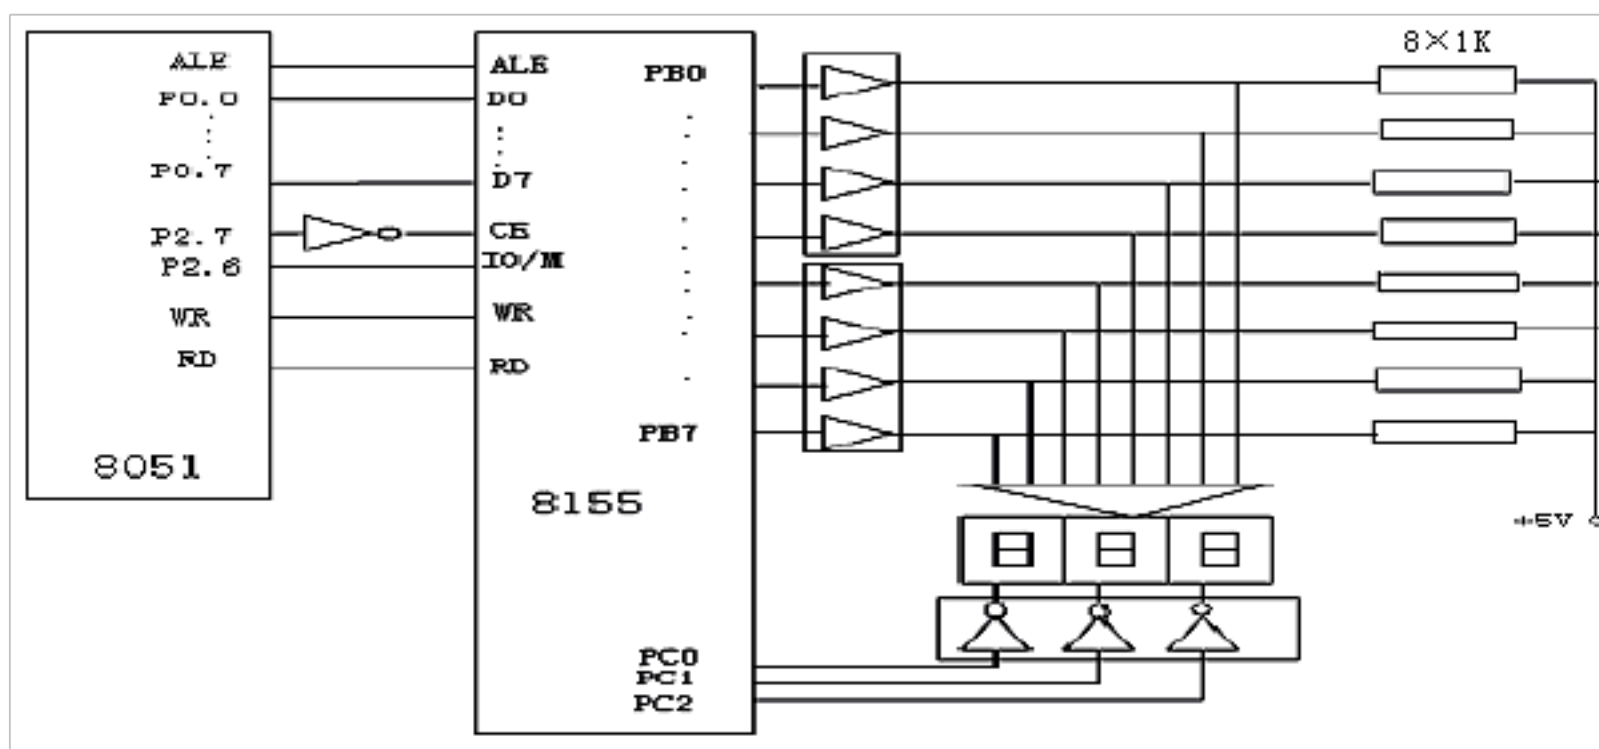 8×1K
ALE
P0.0
P0.7
P2.7
P2.6
WR
RD
8051
ALE
D0
D7
CE
IO/M
WR
RD
PB0
PB7
8155
PC0
PC1
PC2
+5V